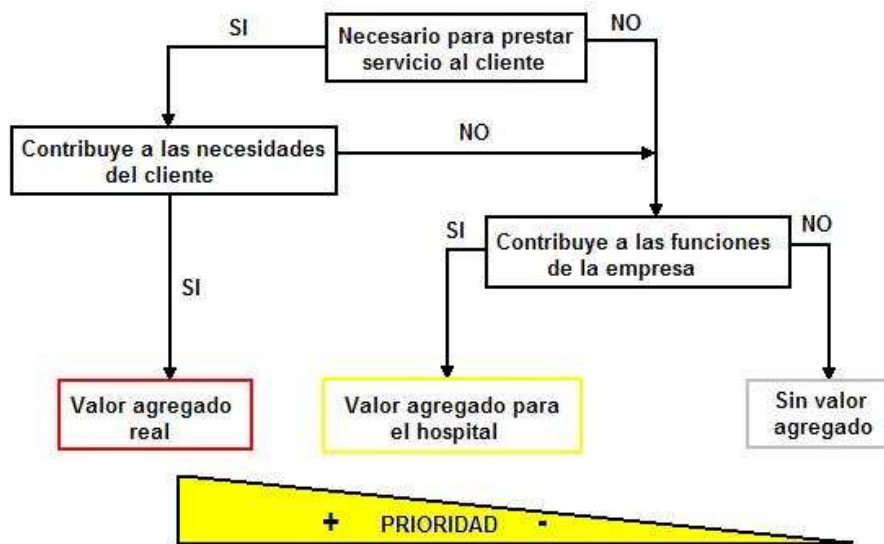 SI
Necesario para prestar
servicio al cliente
NO
Contribuye a las necesidades
del cliente
NO
SI
Contribuye a las funciones
de la empresa
NO
SI
Valor agregado
real
Valor agregado para
el hospital
Sin valor
agregado
+ PRIORIDAD -